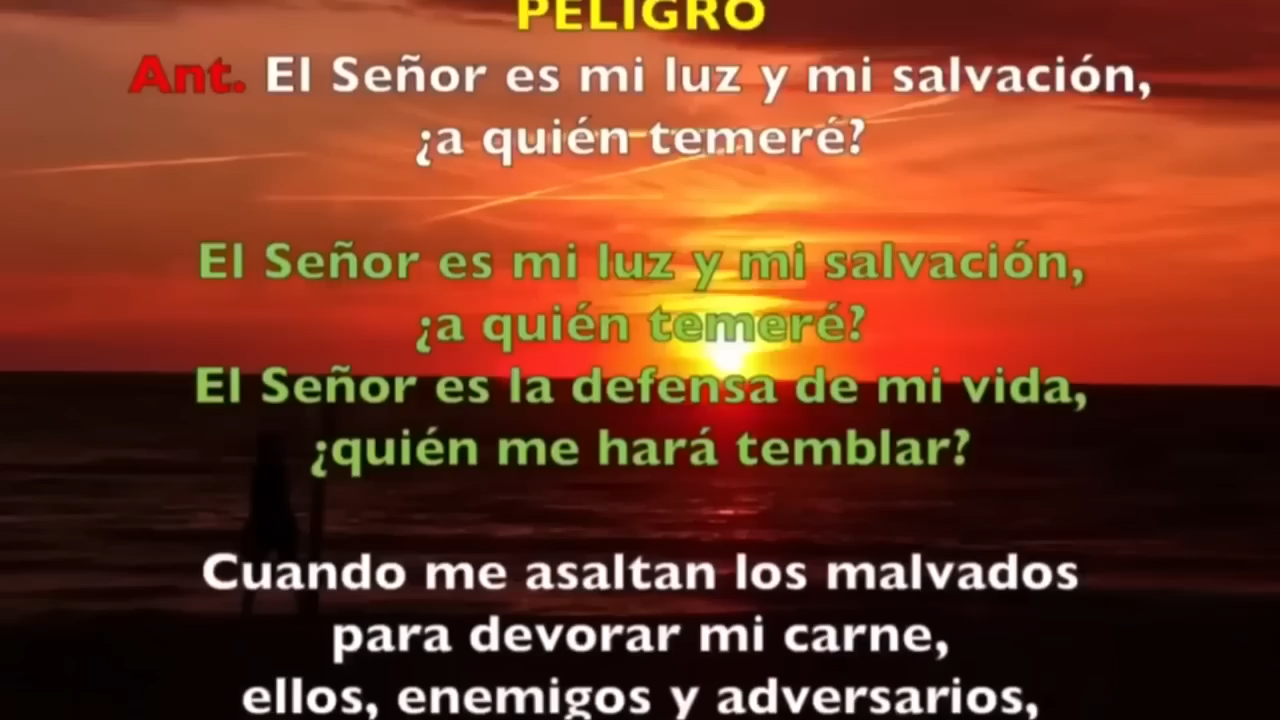 PELIGRO
Ant. El Señor es mi luz y mi salvación,
¿a quién temeré?
El Señor es mi luz y mi salvación,
¿a quién temeré?
El Señor es la defensa de mi vida,
¿quién me hará temblar?
Cuando me asaltan los malvados
para devorar mi carne,
ellos, enemigos y adversarios,